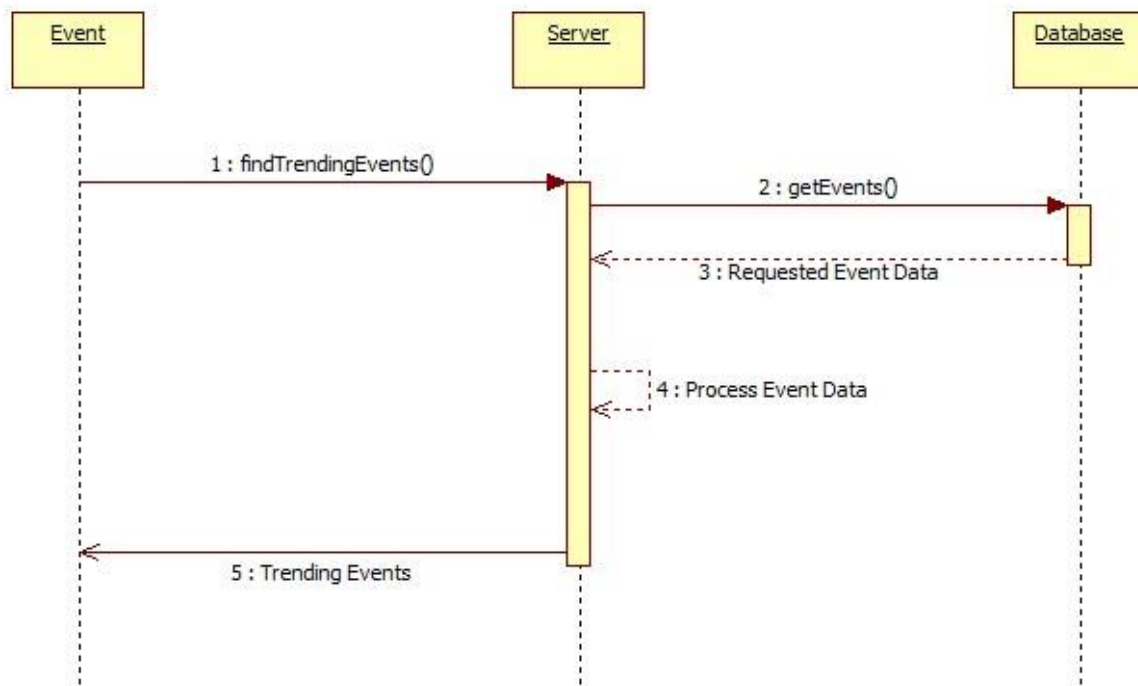 Event
Server
Database
1 : findTrendingEvents()
2 : getEvents()
3 : Requested Event Data
4 : Process Event Data
5 : Trending Events